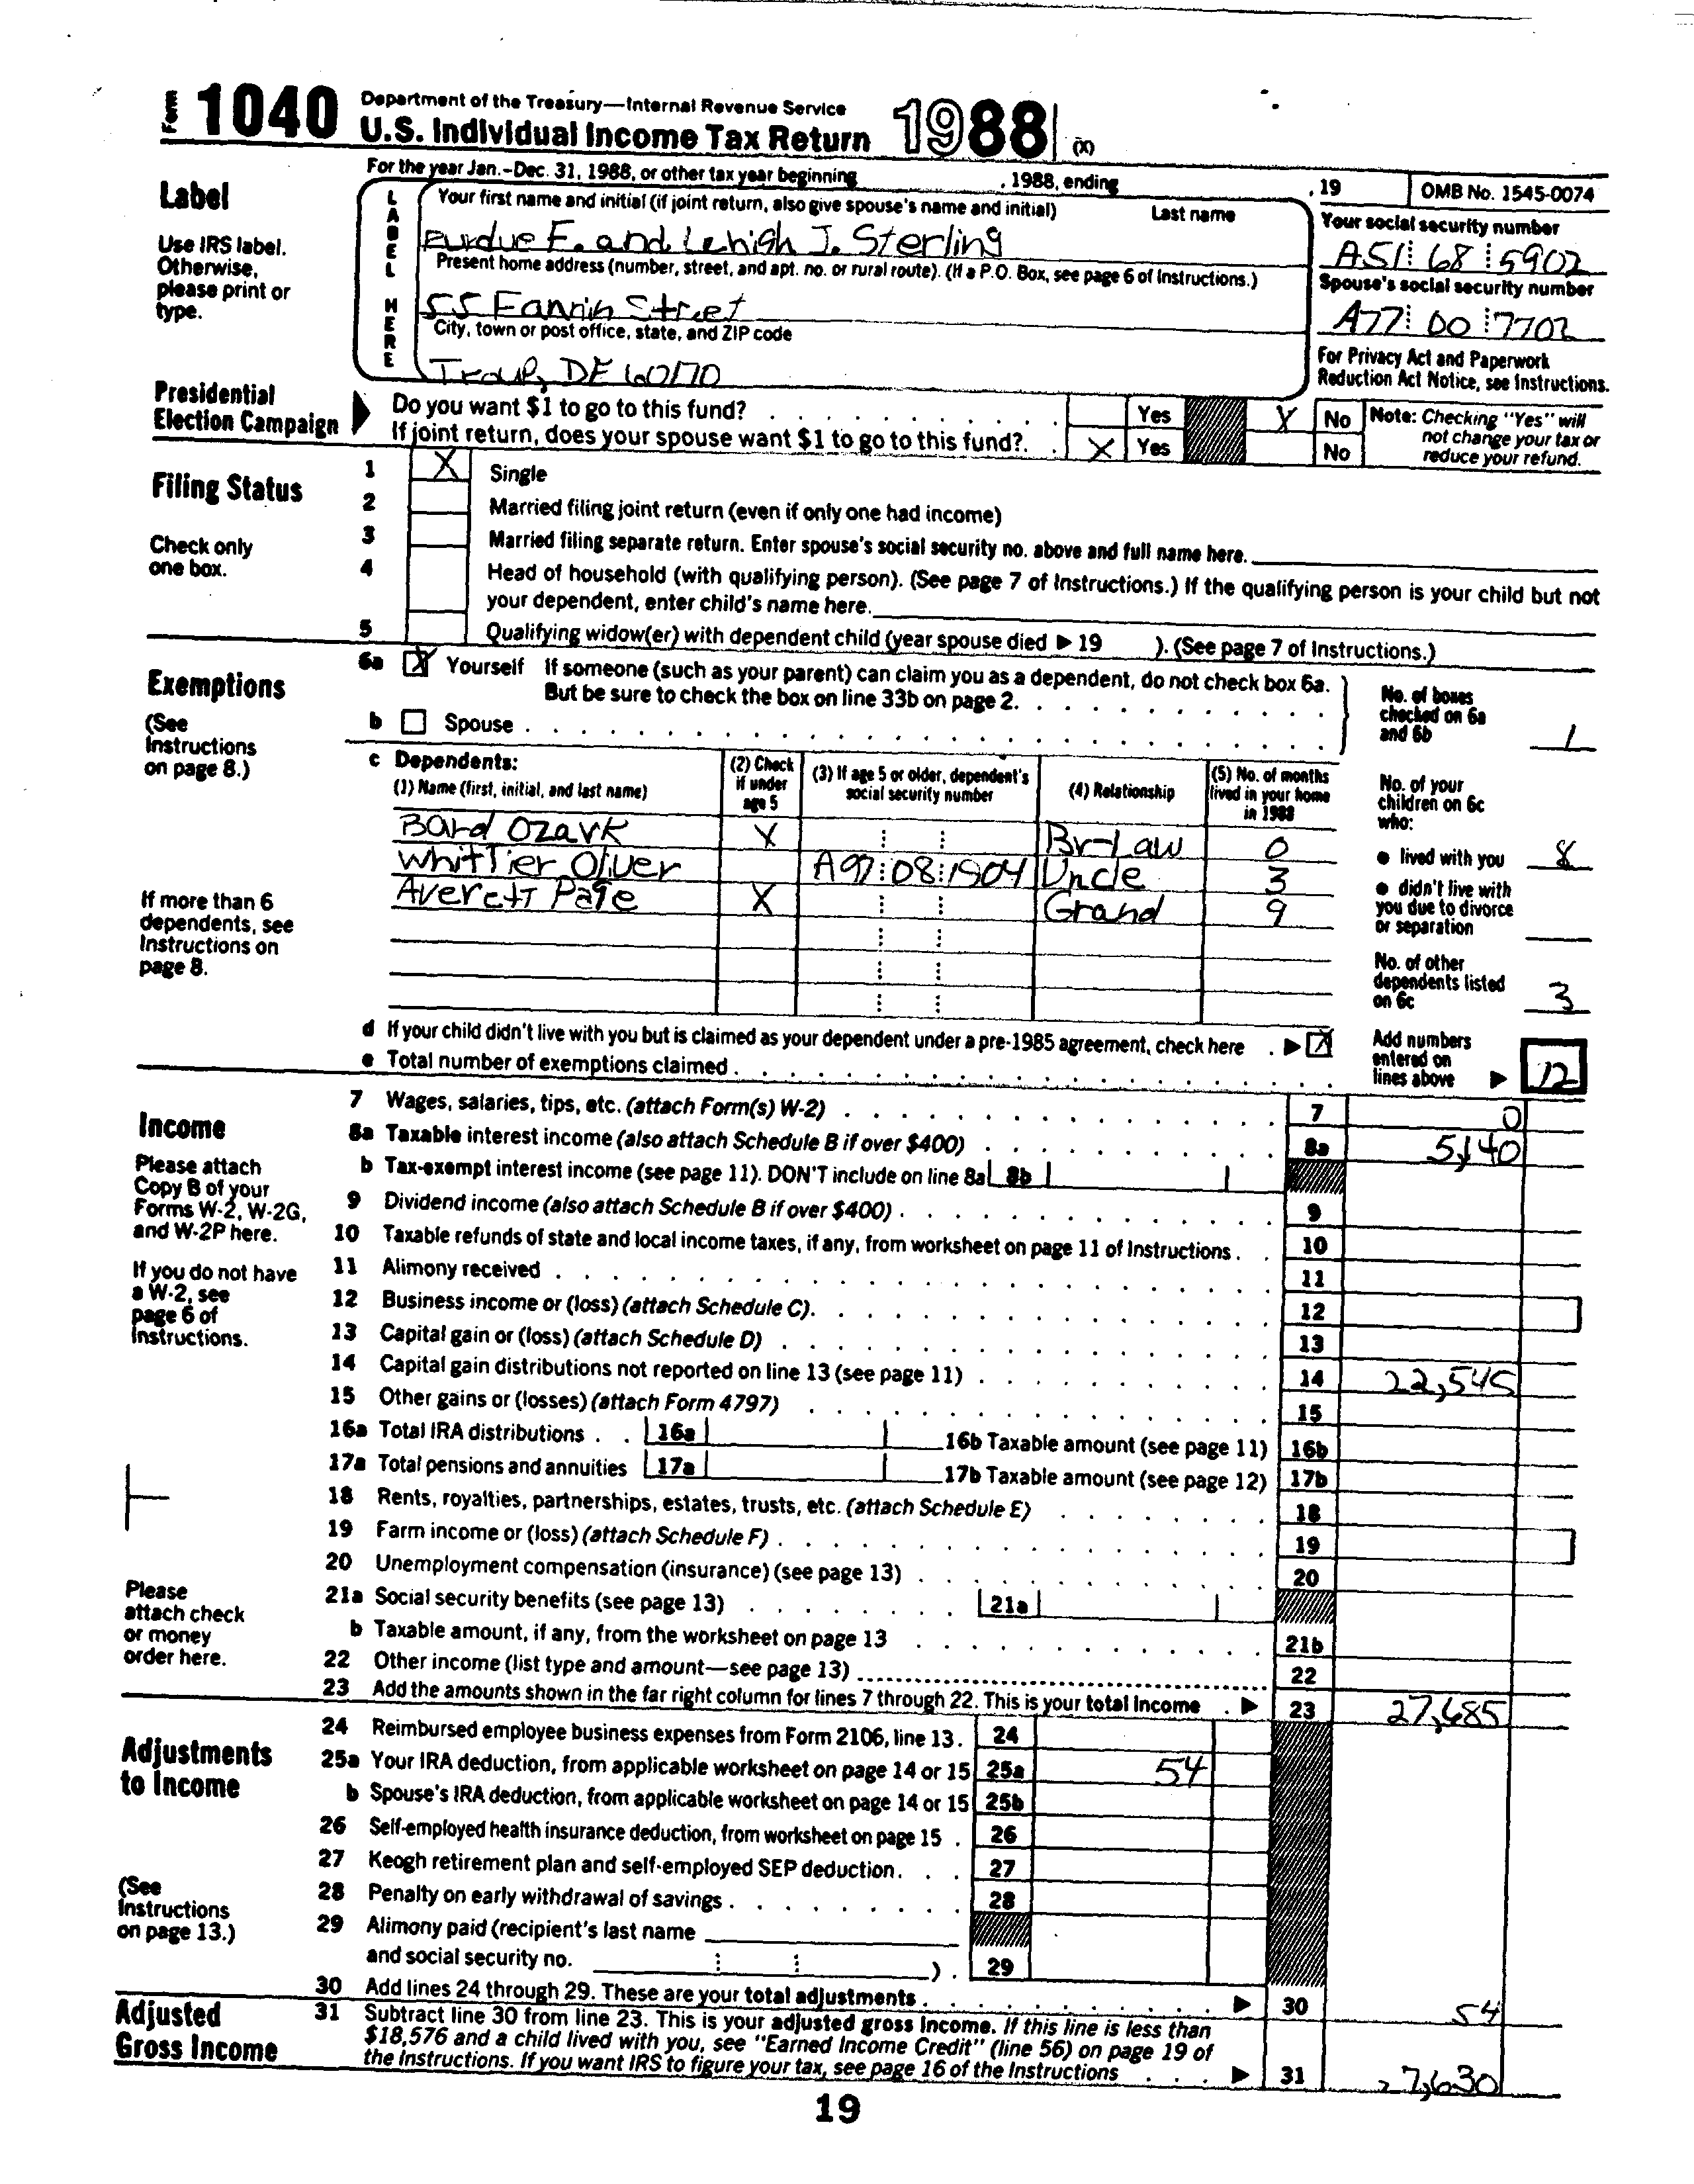 Form 1040 Department of the Treasury—Internal Revenue Service
U.S. Individual Income Tax Return 1988 (X)
For the year Jan.-Dec. 31, 1988, or other tax year beginning , 1988, ending , 19 OMB No. 1545-0074
Label
Use IRS label. Otherwise, please print or type.
LABEL HERE
Your first name and initial (if joint return, also give spouse's name and initial) Last name
Purdue E. and Lehigh J. Sterling
Your social security number
A51 68 5902
Present home address (number, street, and apt. no. or rural route). (If a P.O. Box, see page 6 of Instructions.)
55 Fannin Street
Spouse's social security number
A77 00 7702
City, town or post office, state, and ZIP code
Troup, DE 60170
For Privacy Act and Paperwork Reduction Act Notice, see Instructions.
Presidential Election Campaign
Do you want $1 to go to this fund? Yes X No
If joint return, does your spouse want $1 to go to this fund? X Yes No
Note: Checking "Yes" will not change your tax or reduce your refund.
Filing Status
Check only one box.
1 X Single
2 Married filing joint return (even if only one had income)
3 Married filing separate return. Enter spouse's social security no. above and full name here.
4 Head of household (with qualifying person). (See page 7 of Instructions.) If the qualifying person is your child but not
your dependent, enter child's name here.
5 Qualifying widow(er) with dependent child (year spouse died ▶ 19 ). (See page 7 of Instructions.)
Exemptions
(See Instructions on page 8.)
6a X Yourself If someone (such as your parent) can claim you as a dependent, do not check box 6a.
But be sure to check the box on line 33b on page 2.
b Spouse
No. of boxes checked on 6a and 6b 1
c Dependents:
(1) Name (first, initial, and last name) (2) Check if under age 5 (3) If age 5 or older, dependent's social security number (4) Relationship (5) No. of months lived in your home in 1988
Bard Ozark X Br-Law 0
Whittier Oliver A97 08 1904 Uncle 3
Averett Page X Grand 9
If more than 6 dependents, see Instructions on page 8.
No. of your children on 6c who:
● lived with you 8
● didn't live with you due to divorce or separation
No. of other dependents listed on 6c 3
d If your child didn't live with you but is claimed as your dependent under a pre-1985 agreement, check here ▶ X
e Total number of exemptions claimed
Add numbers entered on lines above ▶ 12
Income
Please attach Copy B of your Forms W-2, W-2G, and W-2P here.
If you do not have a W-2, see page 6 of Instructions.
Please attach check or money order here.
7 Wages, salaries, tips, etc. (attach Form(s) W-2) 7 0
8a Taxable interest income (also attach Schedule B if over $400) 8a 5,140
b Tax-exempt interest income (see page 11). DON'T include on line 8a 8b
9 Dividend income (also attach Schedule B if over $400) 9
10 Taxable refunds of state and local income taxes, if any, from worksheet on page 11 of Instructions 10
11 Alimony received 11
12 Business income or (loss) (attach Schedule C) 12
13 Capital gain or (loss) (attach Schedule D) 13
14 Capital gain distributions not reported on line 13 (see page 11) 14 22,545
15 Other gains or (losses) (attach Form 4797) 15
16a Total IRA distributions 16a 16b Taxable amount (see page 11) 16b
17a Total pensions and annuities 17a 17b Taxable amount (see page 12) 17b
18 Rents, royalties, partnerships, estates, trusts, etc. (attach Schedule E) 18
19 Farm income or (loss) (attach Schedule F) 19
20 Unemployment compensation (insurance) (see page 13) 20
21a Social security benefits (see page 13) 21a
b Taxable amount, if any, from the worksheet on page 13 21b
22 Other income (list type and amount—see page 13) 22
23 Add the amounts shown in the far right column for lines 7 through 22. This is your total income ▶ 23 27,685
Adjustments to Income
(See Instructions on page 13.)
24 Reimbursed employee business expenses from Form 2106, line 13. 24
25a Your IRA deduction, from applicable worksheet on page 14 or 15 25a 54
b Spouse's IRA deduction, from applicable worksheet on page 14 or 15 25b
26 Self-employed health insurance deduction, from worksheet on page 15 26
27 Keogh retirement plan and self-employed SEP deduction 27
28 Penalty on early withdrawal of savings 28
29 Alimony paid (recipient's last name
and social security no. ) 29
30 Add lines 24 through 29. These are your total adjustments ▶ 30 54
Adjusted Gross Income
31 Subtract line 30 from line 23. This is your adjusted gross income. If this line is less than
$18,576 and a child lived with you, see "Earned Income Credit" (line 56) on page 19 of
the Instructions. If you want IRS to figure your tax, see page 16 of the Instructions ▶ 31 27,630
19